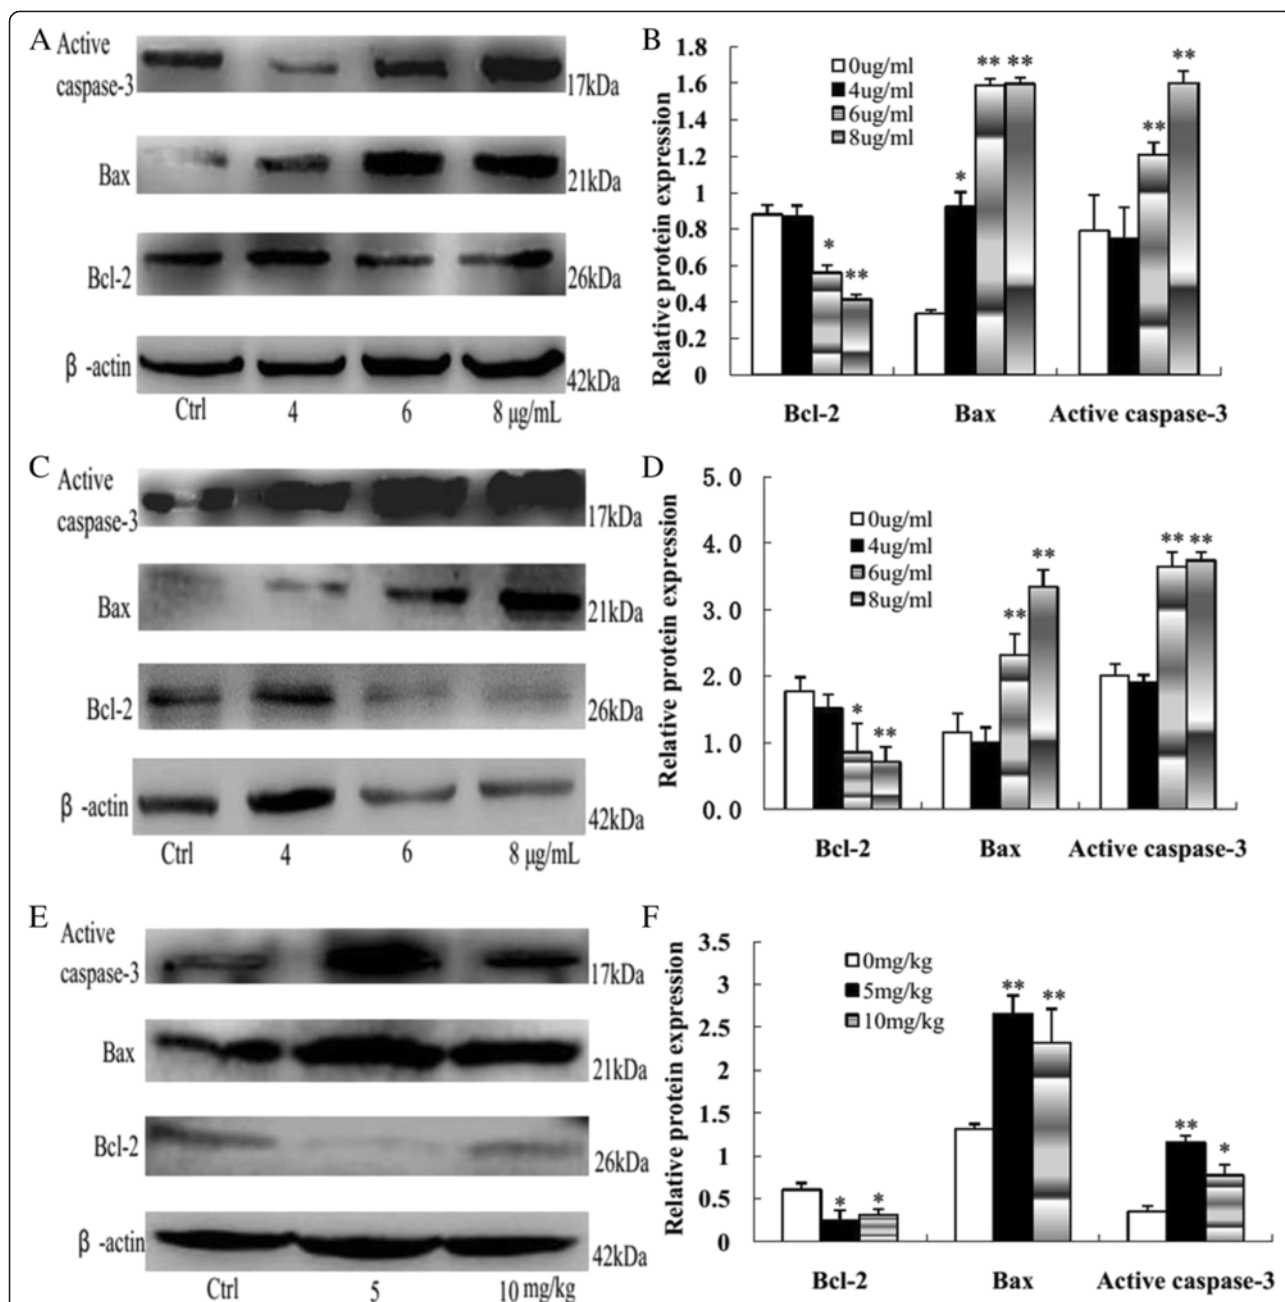 A
Active
caspase-3
17kDa
Bax
21kDa
Bcl-2
26kDa
β -actin
42kDa
Ctrl 4 6 8 μg/mL
B
Relative protein expression
1.8
1.6
1.4
1.2
1
0.8
0.6
0.4
0.2
0
0ug/ml
4ug/ml
6ug/ml
8ug/ml
* **
* ** **
** **
Bcl-2 Bax Active caspase-3
C
Active
caspase-3
17kDa
Bax
21kDa
Bcl-2
26kDa
β -actin
42kDa
Ctrl 4 6 8 μg/mL
D
Relative protein expression
5.0
4.0
3.0
2.0
1.0
0.0
0ug/ml
4ug/ml
6ug/ml
8ug/ml
* **
** **
** **
Bcl-2 Bax Active caspase-3
E
Active
caspase-3
17kDa
Bax
21kDa
Bcl-2
26kDa
β -actin
42kDa
Ctrl 5 10 mg/kg
F
Relative protein expression
3.5
3
2.5
2
1.5
1
0.5
0
0mg/kg
5mg/kg
10mg/kg
* *
** **
** *
Bcl-2 Bax Active caspase-3